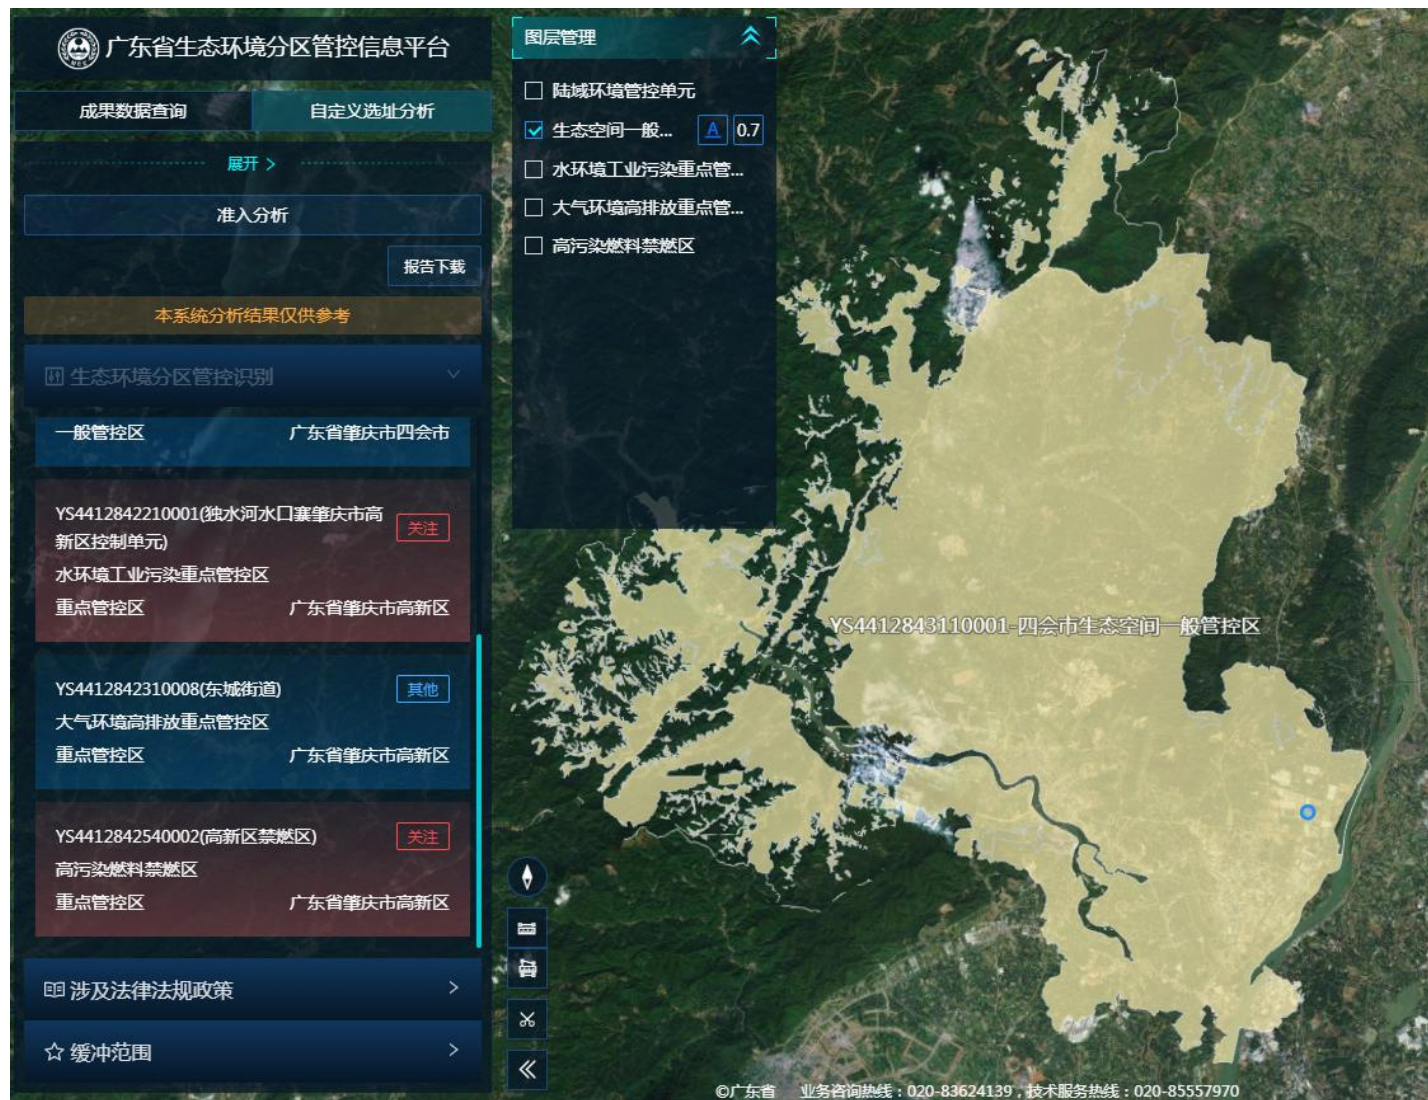 广东省生态环境分区管控信息平台
成果数据查询
自定义选址分析
展开 >
准入分析
报告下载
本系统分析结果仅供参考
生态环境分区管控识别
一般管控区
广东省肇庆市四会市
YS4412842210001(独水河水口寨肇庆市高
新区控制单元)
关注
水环境工业污染重点管控区
重点管控区
广东省肇庆市高新区
YS4412842310008(东城街道)
其他
大气环境高排放重点管控区
重点管控区
广东省肇庆市高新区
YS4412842540002(高新区禁燃区)
关注
高污染燃料禁燃区
重点管控区
广东省肇庆市高新区
涉及法律法规政策
缓冲范围
图层管理
陆域环境管控单元
生态空间一般...
A
0.7
水环境工业污染重点管...
大气环境高排放重点管...
高污染燃料禁燃区
YS4412843110001-四会市生态空间一般管控区
©广东省 业务咨询热线：020-83624139，技术服务热线：020-85557970